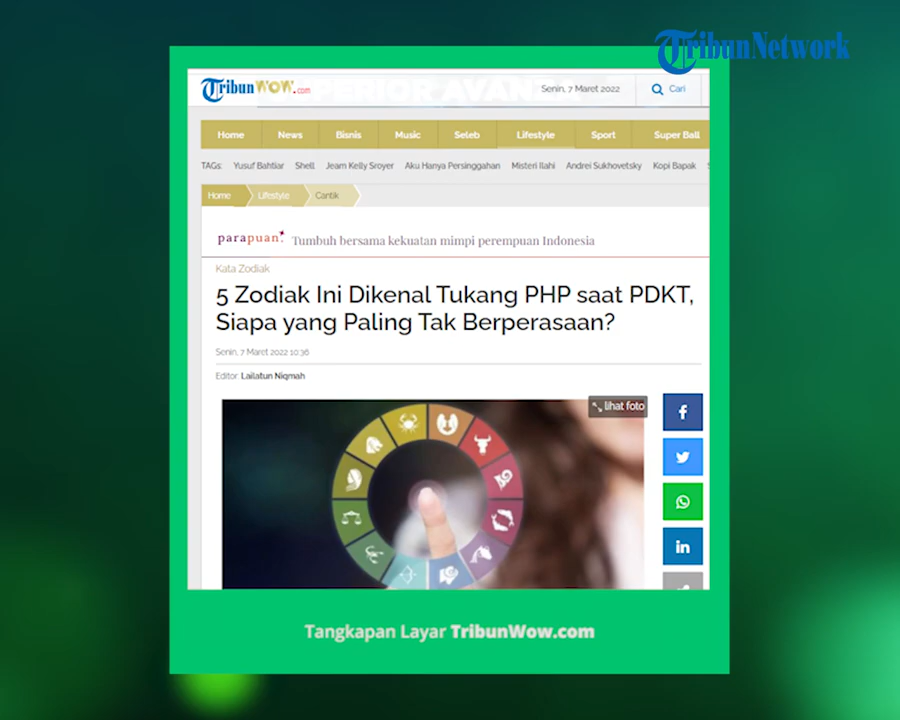 TribunNetwork
TribunWOW.com
SUPERIOR AVANZA
Senin, 7 Maret 2022
Cari
Home News Bisnis Music Seleb Lifestyle Sport Super Ball
TAGs: Yusuf Bahtiar Shell Jeam Kelly Sroyer Aku Hanya Persinggahan Misteri Ilahi Andrei Sukhovetsky Kopi Bapak
Home Lifestyle Cantik
parapuan. Tumbuh bersama kekuatan mimpi perempuan Indonesia
Kata Zodiak
5 Zodiak Ini Dikenal Tukang PHP saat PDKT,
Siapa yang Paling Tak Berperasaan?
Senin, 7 Maret 2022 10:36
Editor: Lailatun Niqmah
lihat foto
Tangkapan Layar TribunWow.com